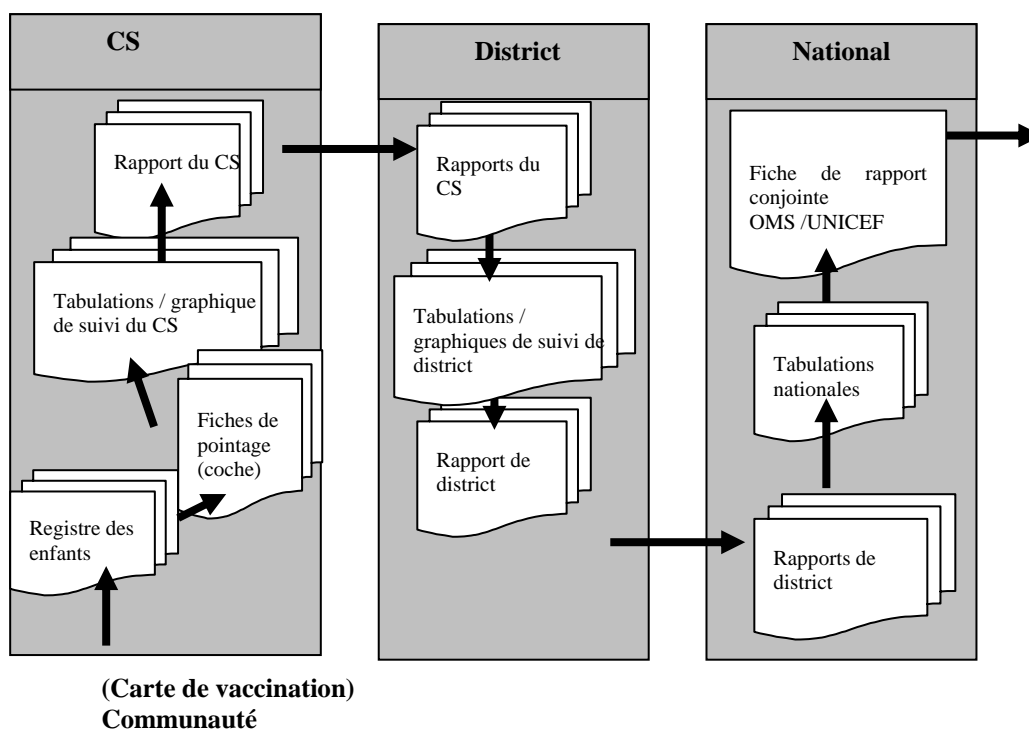 CS
Rapport du CS
Tabulations / graphique
de suivi du CS
Fiches de
pointage
(coche)
Registre des
enfants
(Carte de vaccination)
Communauté
District
Rapports du
CS
Tabulations /
graphiques de suivi de
district
Rapport de
district
National
Fiche de rapport
conjointe
OMS /UNICEF
Tabulations
nationales
Rapports de
district